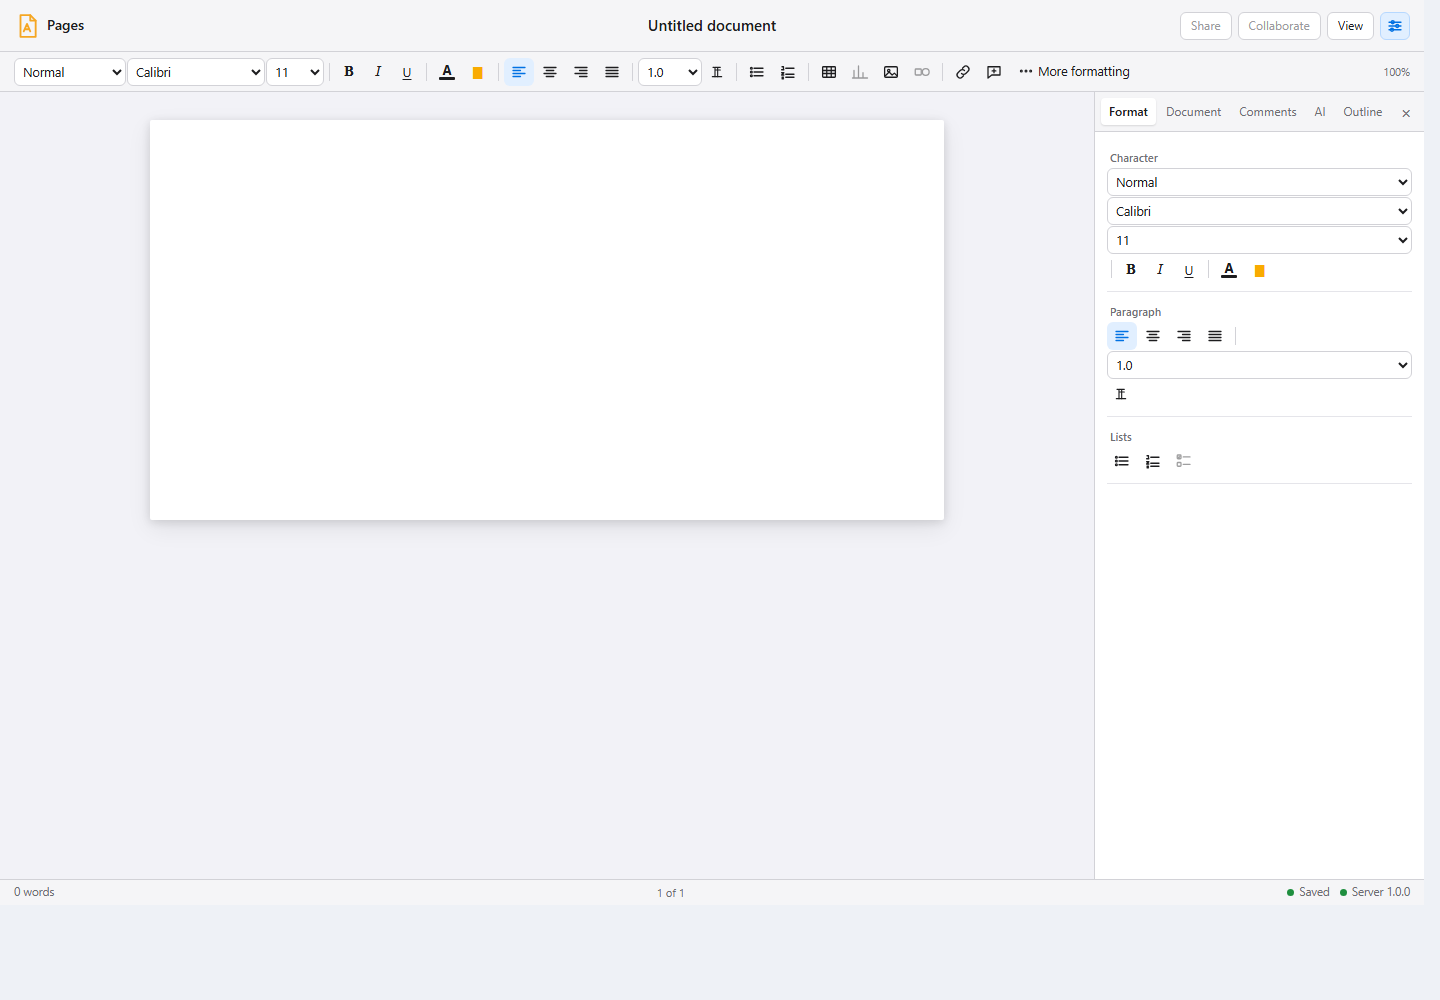 Pages
Untitled document
Share Collaborate View
Normal Calibri 11 B I U A 1.0 More formatting 100%
Format Document Comments AI Outline ×
Character
Normal
Calibri
11
B I U A
Paragraph
1.0
Lists
0 words 1 of 1 Saved Server 1.0.0